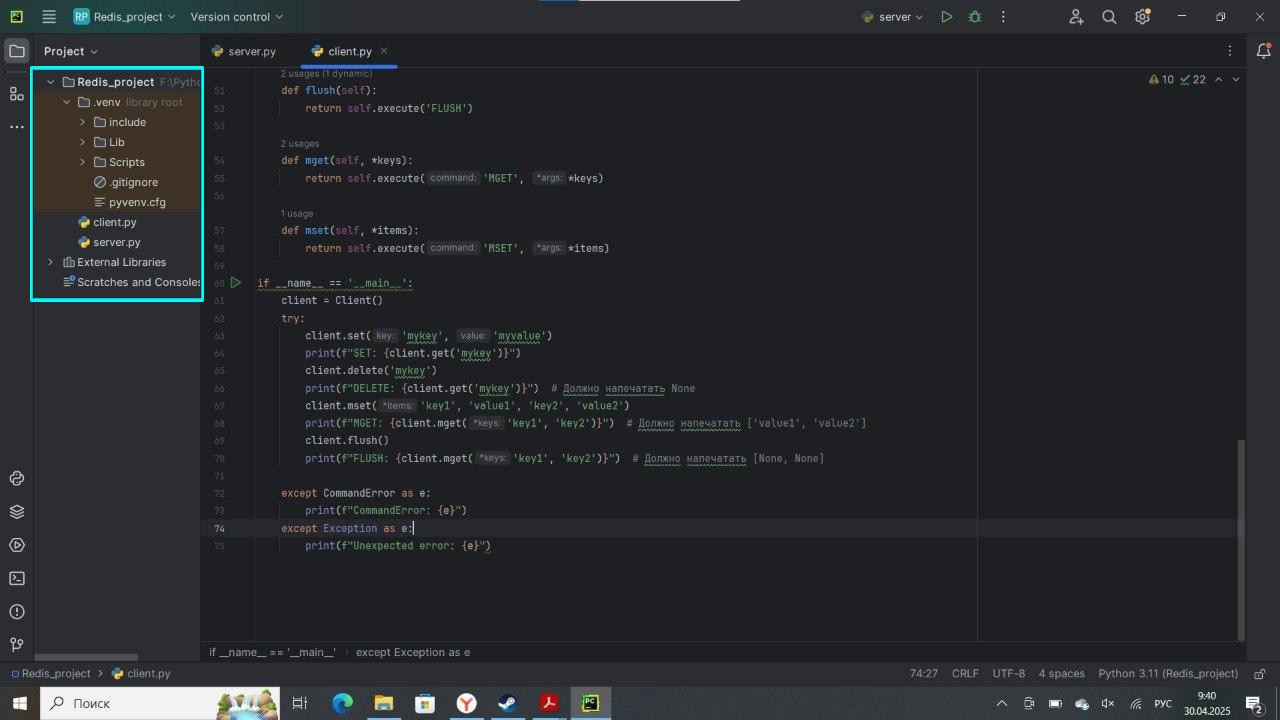 RP Redis_project Version control server
Project server.py client.py
Redis_project F:\Pytho
.venv library root
include
Lib
Scripts
.gitignore
pyvenv.cfg
client.py
server.py
External Libraries
Scratches and Consoles
10 22
2 usages (1 dynamic)
51 def flush(self):
52 return self.execute('FLUSH')
53
2 usages
54 def mget(self, *keys):
55 return self.execute(command: 'MGET', *args: *keys)
56
1 usage
57 def mset(self, *items):
58 return self.execute(command: 'MSET', *args: *items)
59
60 if __name__ == '__main__':
61 client = Client()
62 try:
63 client.set(key: 'mykey', value: 'myvalue')
64 print(f"SET: {client.get('mykey')}")
65 client.delete('mykey')
66 print(f"DELETE: {client.get('mykey')}") # Должно напечатать None
67 client.mset(*items: 'key1', 'value1', 'key2', 'value2')
68 print(f"MGET: {client.mget(*keys: 'key1', 'key2')}") # Должно напечатать ['value1', 'value2']
69 client.flush()
70 print(f"FLUSH: {client.mget(*keys: 'key1', 'key2')}") # Должно напечатать [None, None]
71
72 except CommandError as e:
73 print(f"CommandError: {e}")
74 except Exception as e:
75 print(f"Unexpected error: {e}")
if __name__ == '__main__' › except Exception as e
Redis_project > client.py 74:27 CRLF UTF-8 4 spaces Python 3.11 (Redis_project)
Поиск
PC
РУС
9:40
30.04.2025
2